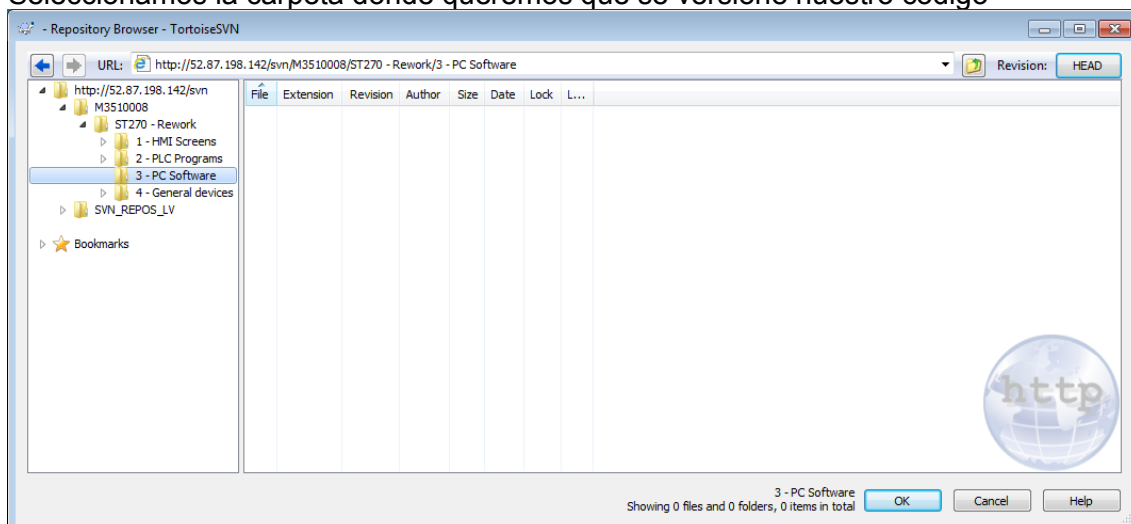 Seleccionamos la carpeta donde queremos que se versione nuestro código
- Repository Browser - TortoiseSVN
URL: http://52.87.198.142/svn/M3510008/ST270 - Rework/3 - PC Software Revision: HEAD
http://52.87.198.142/svn
M3510008
ST270 - Rework
1 - HMI Screens
2 - PLC Programs
3 - PC Software
4 - General devices
SVN_REPOS_LV
Bookmarks
File Extension Revision Author Size Date Lock L...
http
3 - PC Software
Showing 0 files and 0 folders, 0 items in total
OK Cancel Help